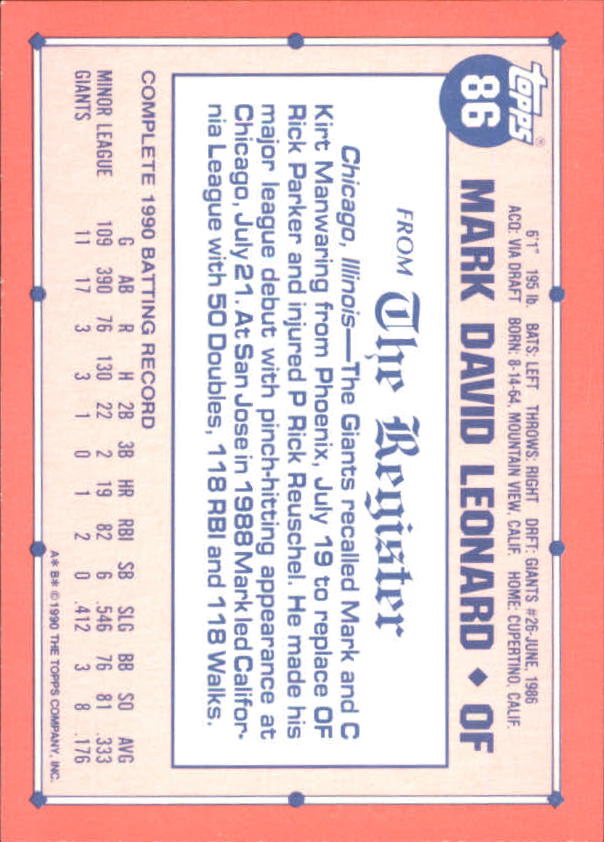 topps®
86
6'1" 195 lb. BATS: LEFT THROWS: RIGHT DRFT: GIANTS #26-JUNE, 1986
ACQ: VIA DRAFT BORN: 8-14-64, MOUNTAIN VIEW, CALIF. HOME: CUPERTINO, CALIF.
MARK DAVID LEONARD ♦ OF
FROM The Register
Chicago, Illinois—The Giants recalled Mark and C
Kirt Manwaring from Phoenix, July 19 to replace OF
Rick Parker and injured P Rick Reuschel. He made his
major league debut with pinch-hitting appearance at
Chicago, July 21. At San Jose in 1988 Mark led Califor-
nia League with 50 Doubles, 118 RBI and 118 Walks.
COMPLETE 1990 BATTING RECORD
G AB R H 2B 3B HR RBI SB SLG BB SO AVG
MINOR LEAGUE 109 390 76 130 22 2 19 82 6 .546 76 81 .333
GIANTS 11 17 3 3 1 0 1 2 0 .412 3 8 .176
A* B* © 1990 THE TOPPS COMPANY, INC.